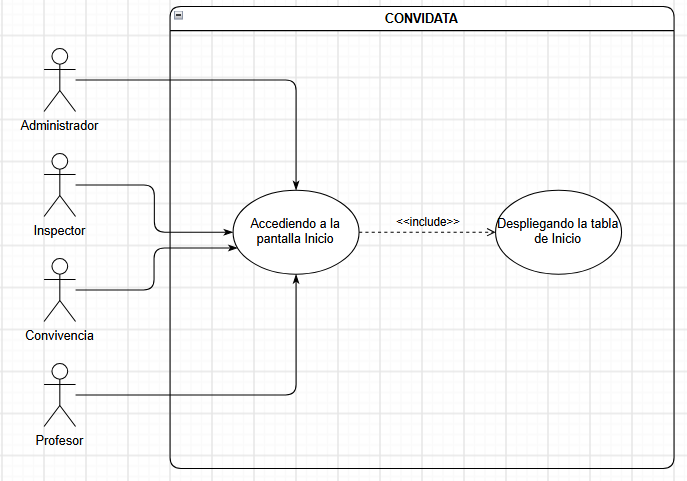 CONVIDATA
Administrador
Inspector
Convivencia
Profesor
Accediendo a la
pantalla Inicio
<<include>>
Despliegando la tabla
de Inicio